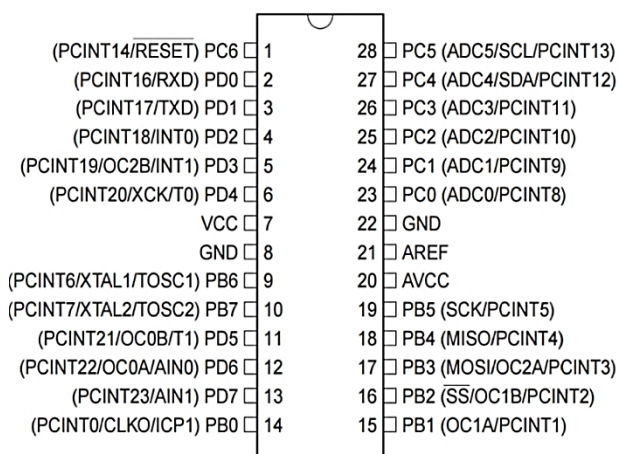 (PCINT14/RESET) PC6 1 28 PC5 (ADC5/SCL/PCINT13)
(PCINT16/RXD) PD0 2 27 PC4 (ADC4/SDA/PCINT12)
(PCINT17/TXD) PD1 3 26 PC3 (ADC3/PCINT11)
(PCINT18/INT0) PD2 4 25 PC2 (ADC2/PCINT10)
(PCINT19/OC2B/INT1) PD3 5 24 PC1 (ADC1/PCINT9)
(PCINT20/XCK/T0) PD4 6 23 PC0 (ADC0/PCINT8)
VCC 7 22 GND
GND 8 21 AREF
(PCINT6/XTAL1/TOSC1) PB6 9 20 AVCC
(PCINT7/XTAL2/TOSC2) PB7 10 19 PB5 (SCK/PCINT5)
(PCINT21/OC0B/T1) PD5 11 18 PB4 (MISO/PCINT4)
(PCINT22/OC0A/AIN0) PD6 12 17 PB3 (MOSI/OC2A/PCINT3)
(PCINT23/AIN1) PD7 13 16 PB2 (SS/OC1B/PCINT2)
(PCINT0/CLKO/ICP1) PB0 14 15 PB1 (OC1A/PCINT1)